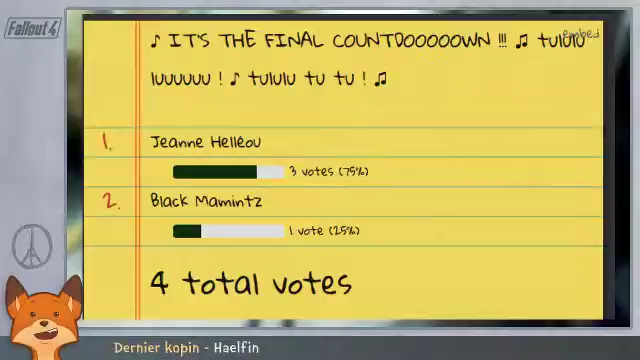 Fallout 4
♪ IT'S THE FINAL COUNTDOOOOOWN !!! ♫ tululu
embed
luuuuuu ! ♪ tululu tu tu ! ♫
1. Jeanne Helléou
3 votes (75%)
2. Black Mamintz
1 vote (25%)
4 total votes
Dernier kopin - Haelfin